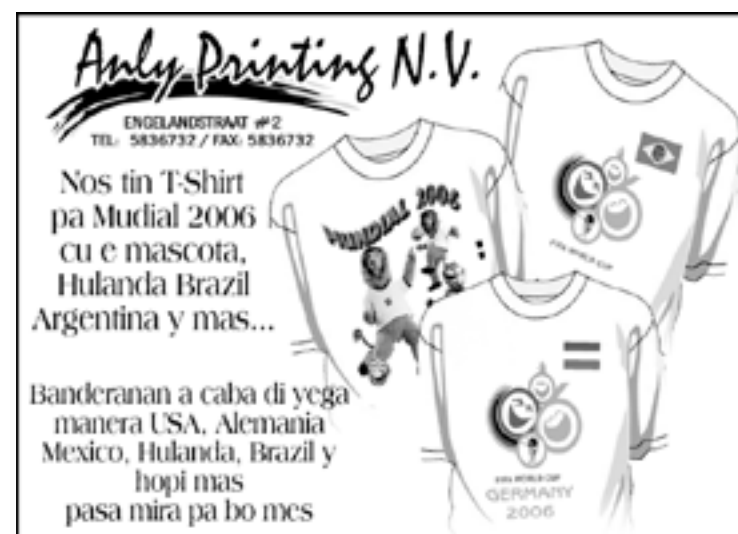 Anly Printing N.V.
ENGELANDSTRAAT #2
TEL: 5836732 / FAX: 5836732
Nos tin T-Shirt
pa Mudial 2006
cu e mascota,
Hulanda Brazil
Argentina y mas...
Banderanan a caba di yega
manera USA, Alemania
Mexico, Hulanda, Brazil y
hopi mas
pasa mira pa bo mes
MUNDIAL 2006
FIFA WORLD CUP
FIFA WORLD CUP
GERMANY
2006